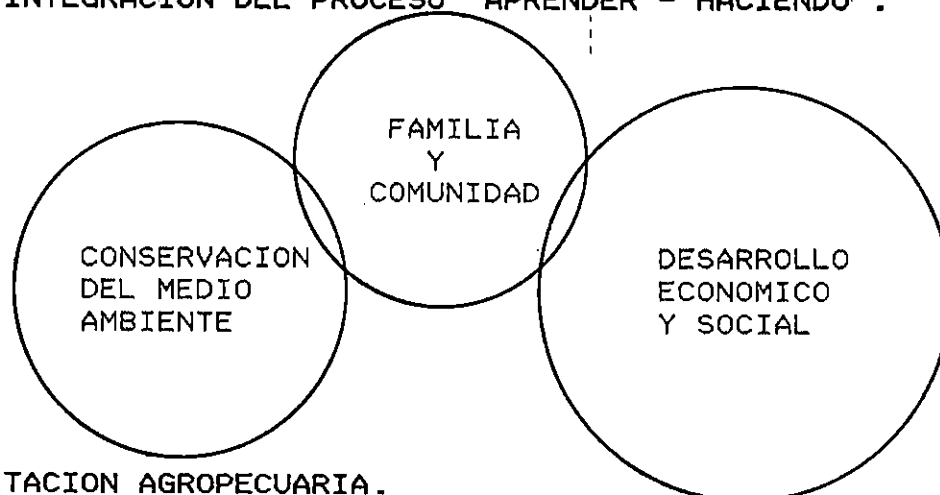 INTEGRACION DEL PROCESO "APRENDER - HACIENDO".
FAMILIA
Y
COMUNIDAD
CONSERVACION
DEL MEDIO
AMBIENTE
DESARROLLO
ECONOMICO
Y SOCIAL
TACION AGROPECUARIA.